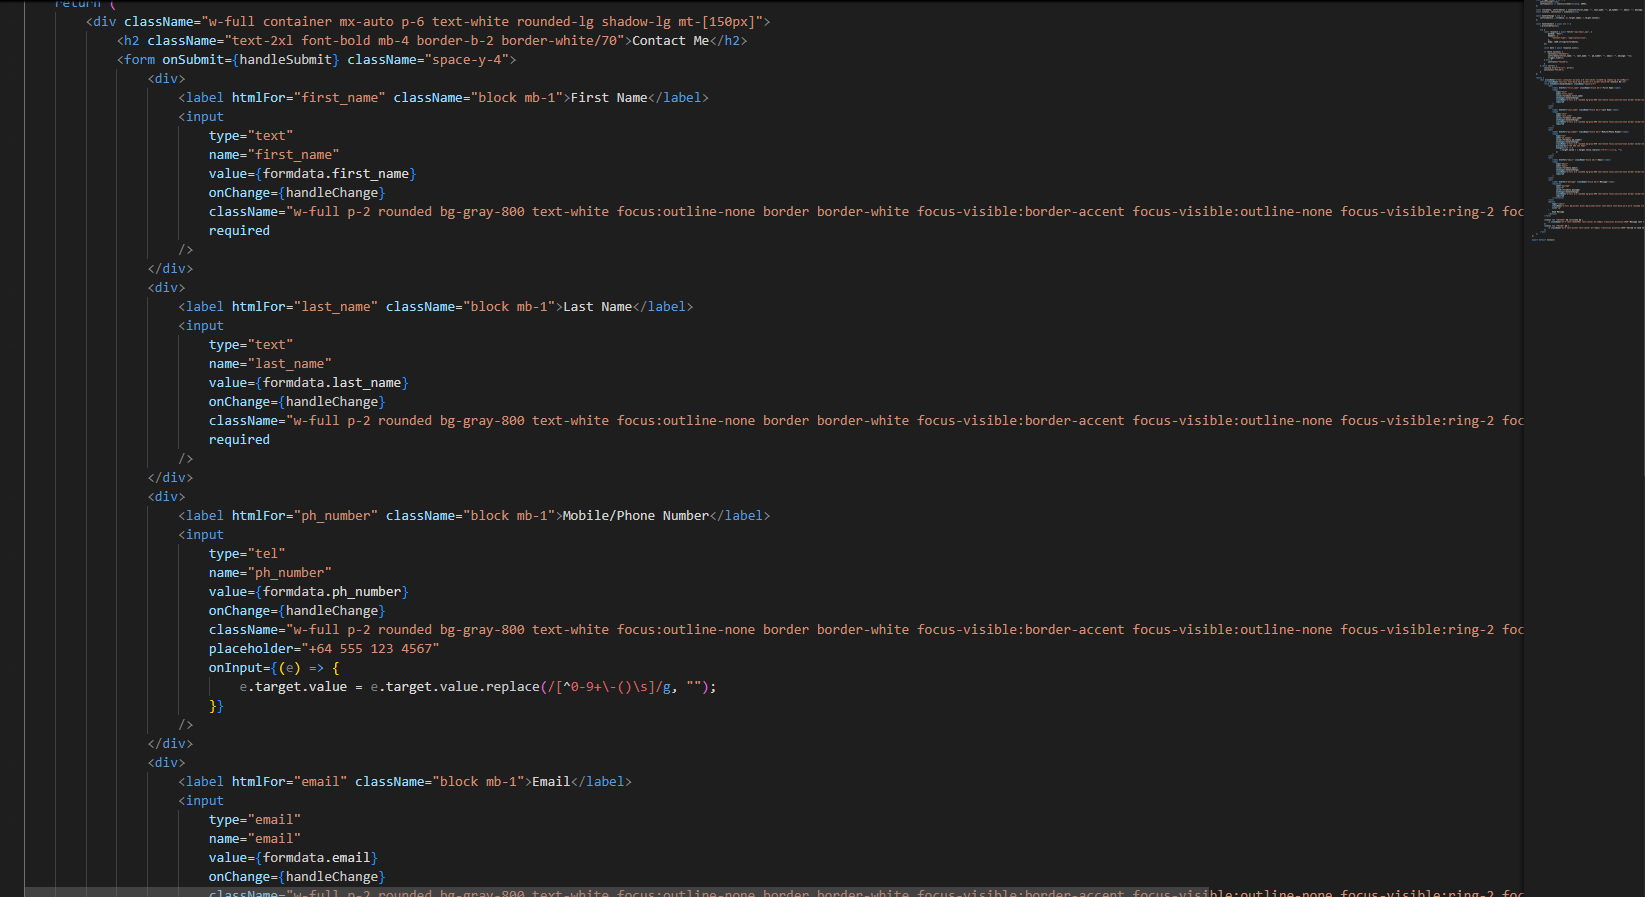 return (
<div className="w-full container mx-auto p-6 text-white rounded-lg shadow-lg mt-[150px]">
<h2 className="text-2xl font-bold mb-4 border-b-2 border-white/70">Contact Me</h2>
<form onSubmit={handleSubmit} className="space-y-4">
<div>
<label htmlFor="first_name" className="block mb-1">First Name</label>
<input
type="text"
name="first_name"
value={formdata.first_name}
onChange={handleChange}
className="w-full p-2 rounded bg-gray-800 text-white focus:outline-none border border-white focus-visible:border-accent focus-visible:outline-none focus-visible:ring-2 foc
required
/>
</div>
<div>
<label htmlFor="last_name" className="block mb-1">Last Name</label>
<input
type="text"
name="last_name"
value={formdata.last_name}
onChange={handleChange}
className="w-full p-2 rounded bg-gray-800 text-white focus:outline-none border border-white focus-visible:border-accent focus-visible:outline-none focus-visible:ring-2 foc
required
/>
</div>
<div>
<label htmlFor="ph_number" className="block mb-1">Mobile/Phone Number</label>
<input
type="tel"
name="ph_number"
value={formdata.ph_number}
onChange={handleChange}
className="w-full p-2 rounded bg-gray-800 text-white focus:outline-none border border-white focus-visible:border-accent focus-visible:outline-none focus-visible:ring-2 foc
placeholder="+64 555 123 4567"
onInput={(e) => {
e.target.value = e.target.value.replace(/[^0-9+\-()\s]/g, "");
}}
/>
</div>
<div>
<label htmlFor="email" className="block mb-1">Email</label>
<input
type="email"
name="email"
value={formdata.email}
onChange={handleChange}
className="w-full p-2 rounded bg-gray-800 text-white focus:outline-none border border-white focus-visible:border-accent focus-visible:outline-none focus-visible:ring-2 foc